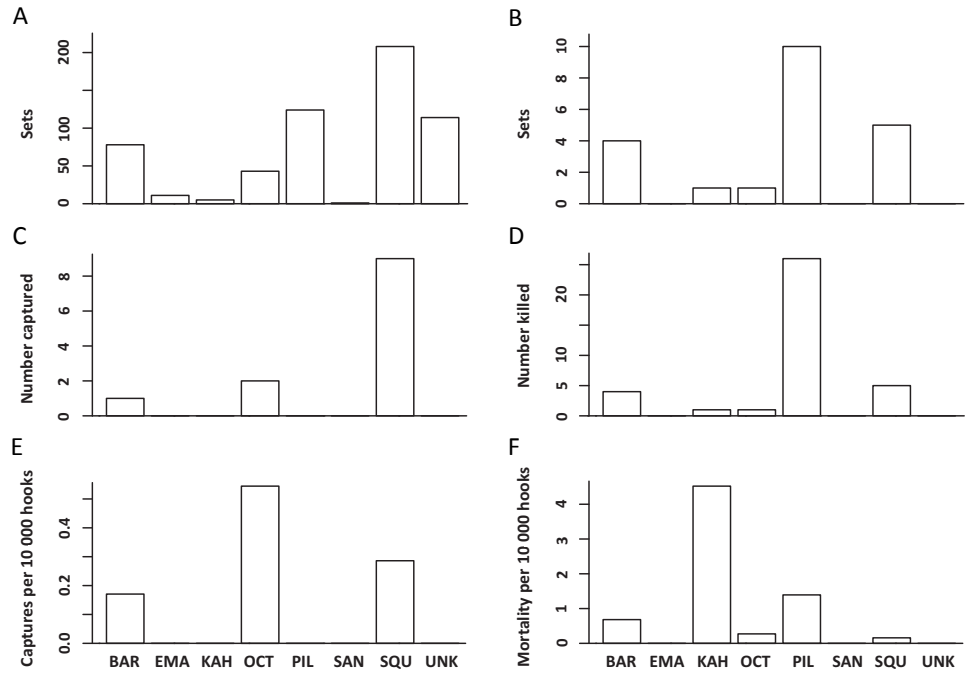 A
Sets
200
100
50
0
B
Sets
10
8
6
4
2
0
C
Number captured
8
6
4
2
0
D
Number killed
20
10
5
0
E
Captures per 10 000 hooks
0.4
0.2
0.0
BAR EMA KAH OCT PIL SAN SQU UNK
F
Mortality per 10 000 hooks
4
3
2
1
0
BAR EMA KAH OCT PIL SAN SQU UNK